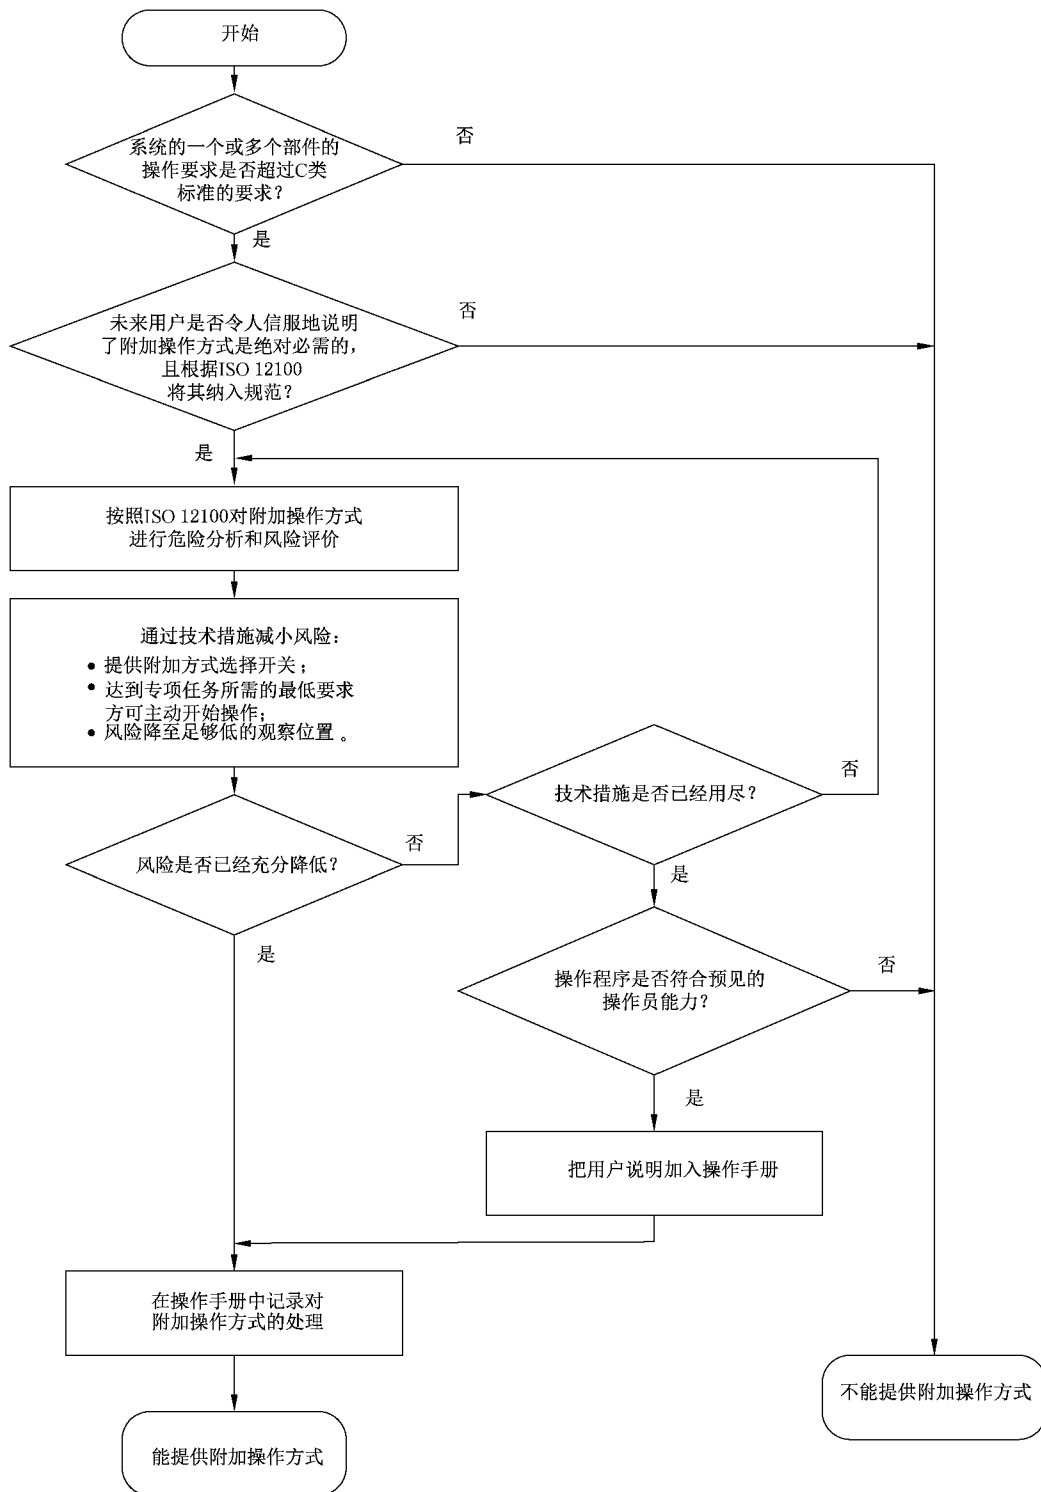 开始
系统的一个或多个部件的
操作要求是否超过C类
标准的要求？
否
是
未来用户是否令人信服地说明
了附加操作方式是绝对必需的，
且根据ISO 12100
将其纳入规范？
否
是
按照ISO 12100对附加操作方式
进行危险分析和风险评价
通过技术措施减小风险：
● 提供附加方式选择开关；
● 达到专项任务所需的最低要求
方可主动开始操作；
● 风险降至足够低的观察位置。
技术措施是否已经用尽？
否
风险是否已经充分降低？
否
是
是
操作程序是否符合预见的
操作员能力？
否
是
把用户说明加入操作手册
在操作手册中记录对
附加操作方式的处理
不能提供附加操作方式
能提供附加操作方式